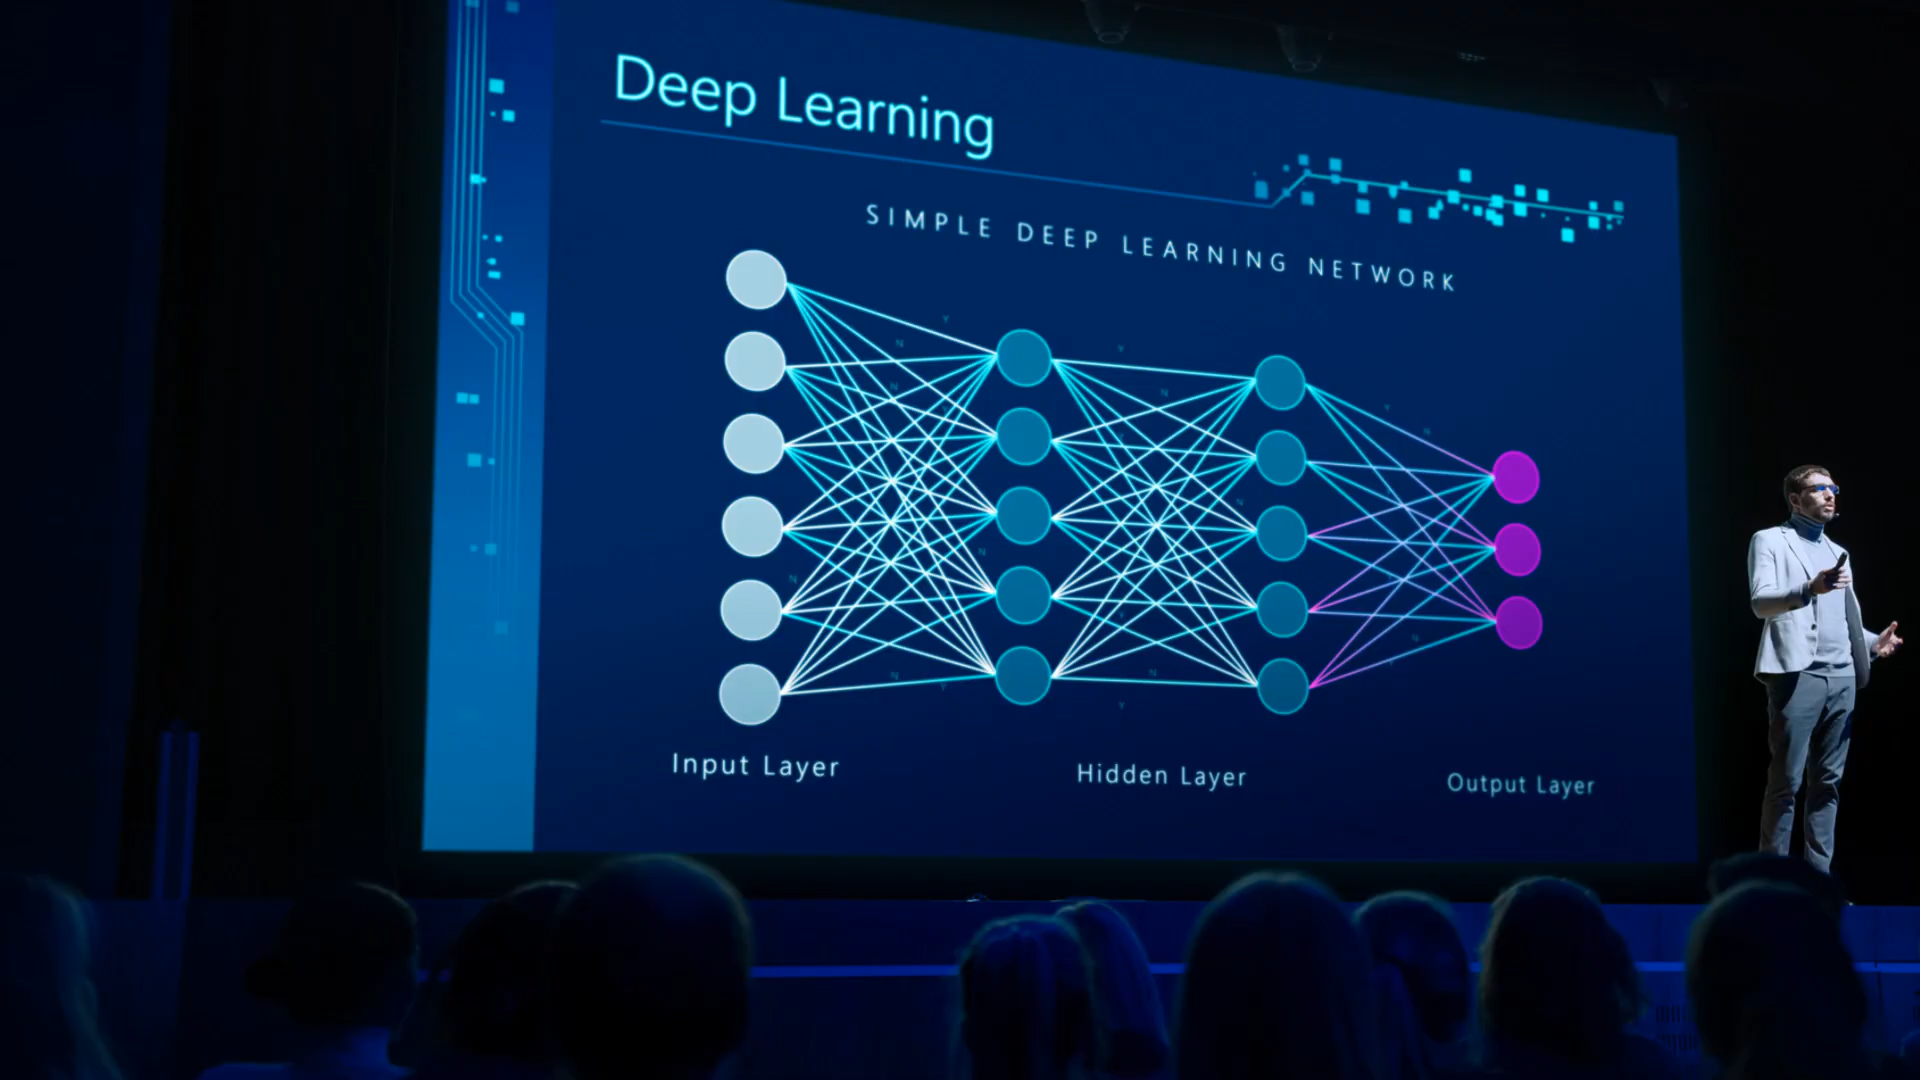 Deep Learning
SIMPLE DEEP LEARNING NETWORK
Input Layer
Hidden Layer
Output Layer